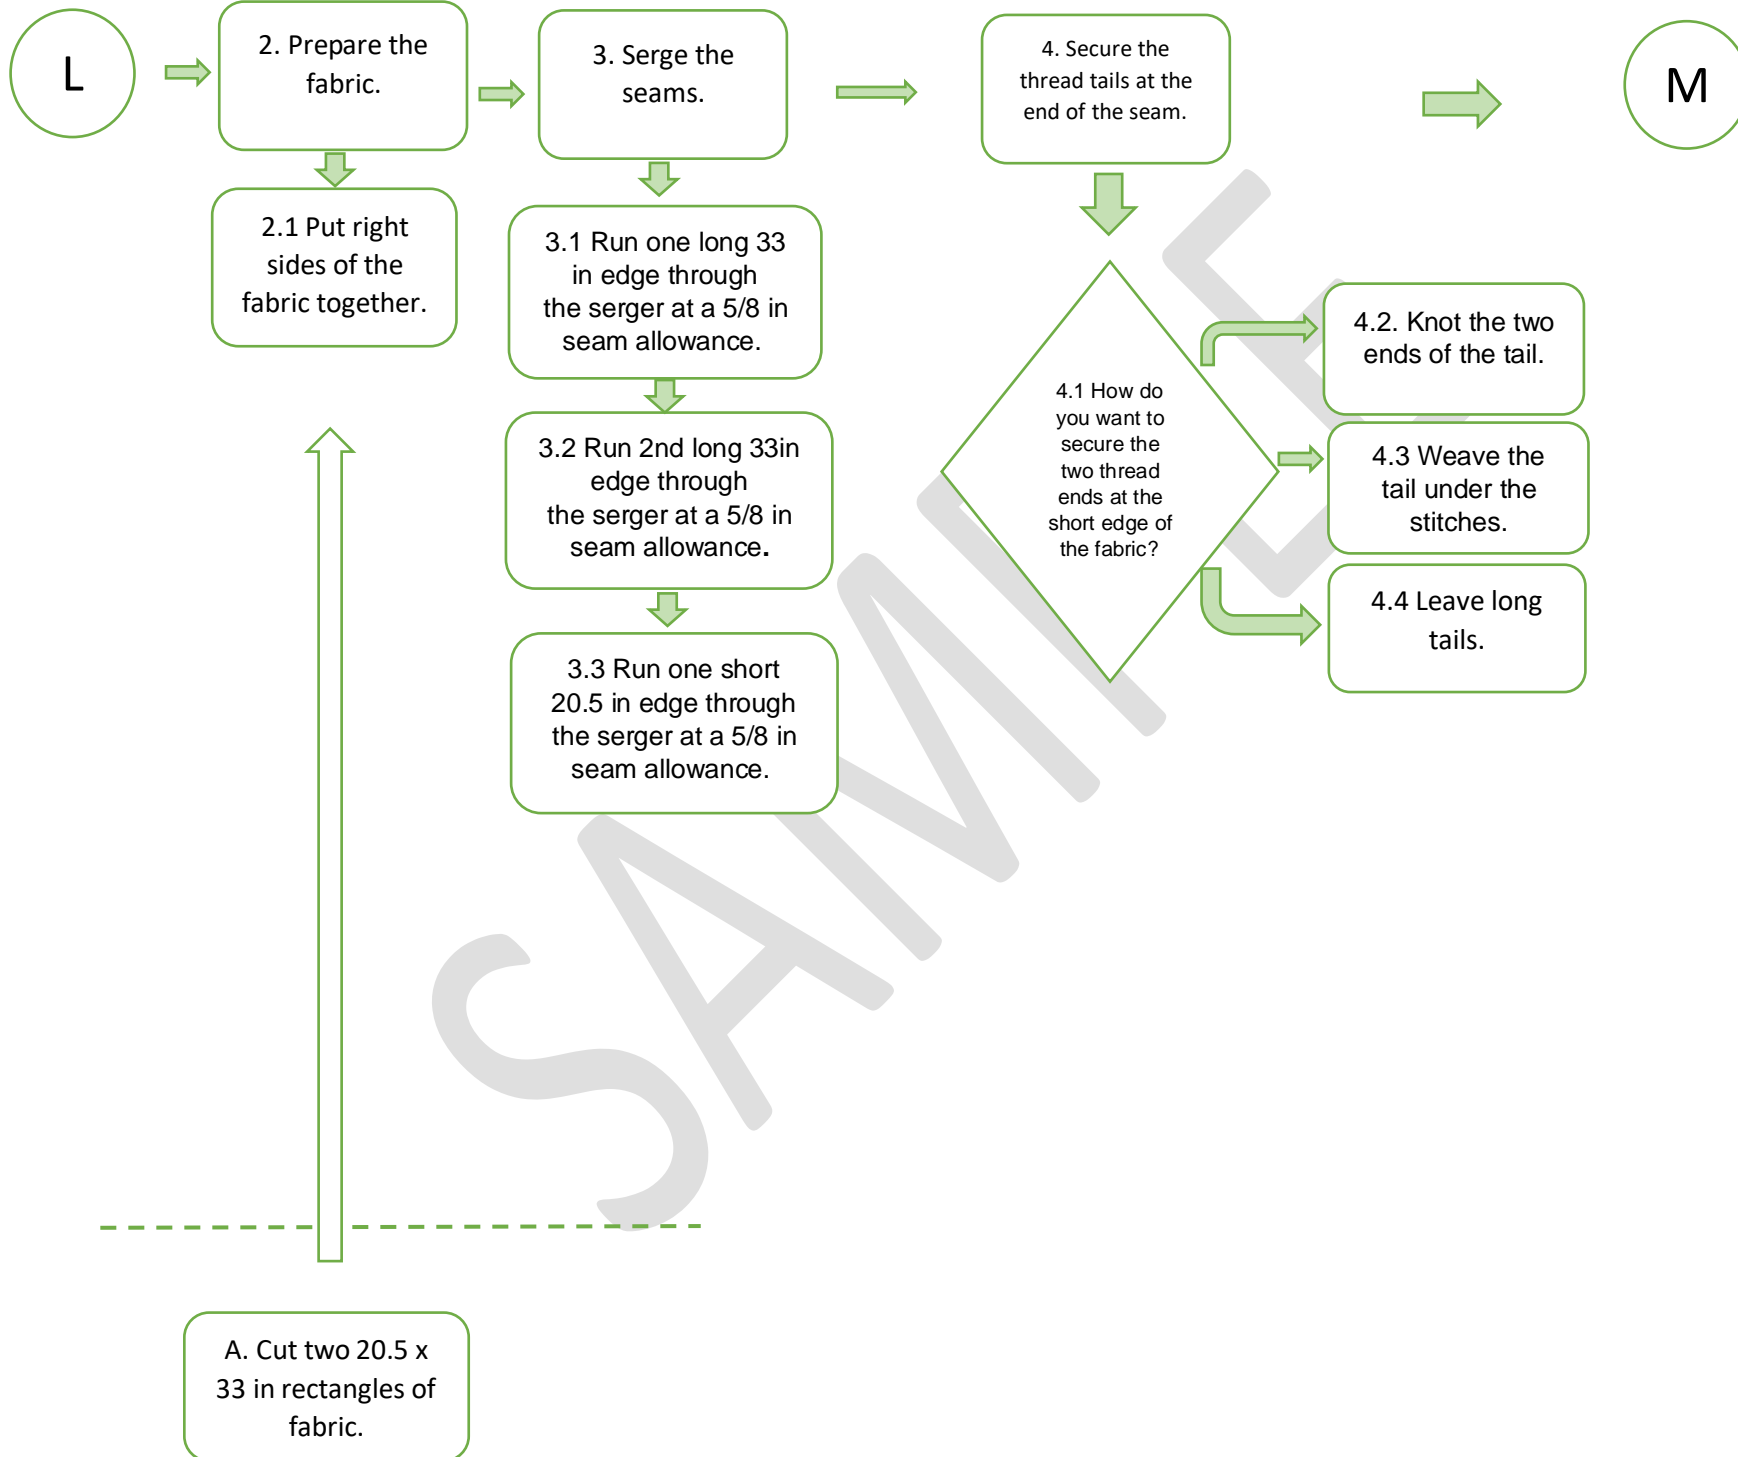 L
2. Prepare the
fabric.
3. Serge the
seams.
4. Secure the
thread tails at the
end of the seam.
M
2.1 Put right
sides of the
fabric together.
3.1 Run one long 33
in edge through
the serger at a 5/8 in
seam allowance.
3.2 Run 2nd long 33in
edge through
the serger at a 5/8 in
seam allowance.
3.3 Run one short
20.5 in edge through
the serger at a 5/8 in
seam allowance.
4.1 How do
you want to
secure the
two thread
ends at the
short edge of
the fabric?
4.2. Knot the two
ends of the tail.
4.3 Weave the
tail under the
stitches.
4.4 Leave long
tails.
A. Cut two 20.5 x
33 in rectangles of
fabric.
SAMPLE